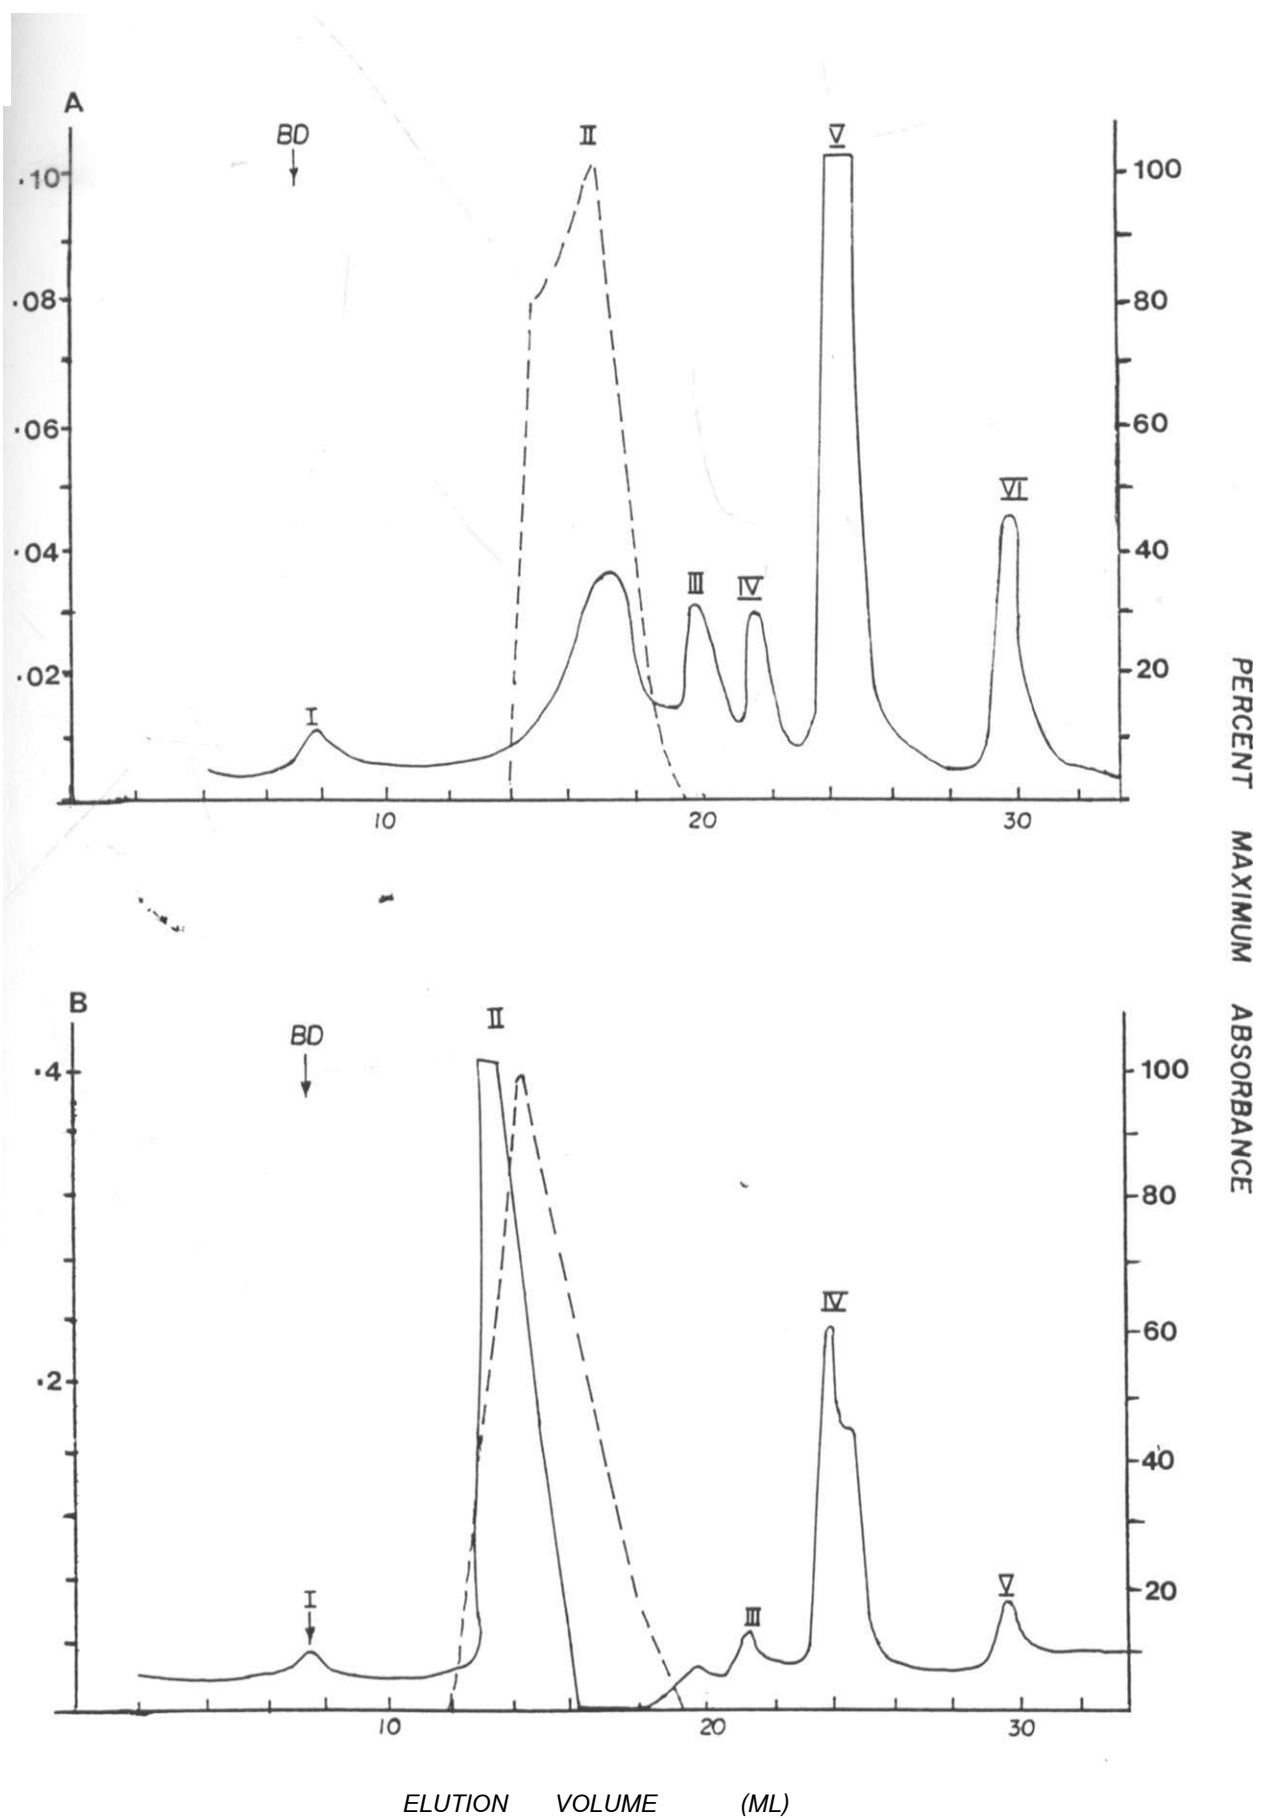 A
BD
II
V
.10
100
.08
80
.06
60
VI
.04
40
III
IV
.02
20
I
10
20
30
PERCENT MAXIMUM ABSORBANCE
B
BD
II
.4
100
80
IV
60
.2
40
I
III
V
20
10
20
30
ELUTION VOLUME (ML)